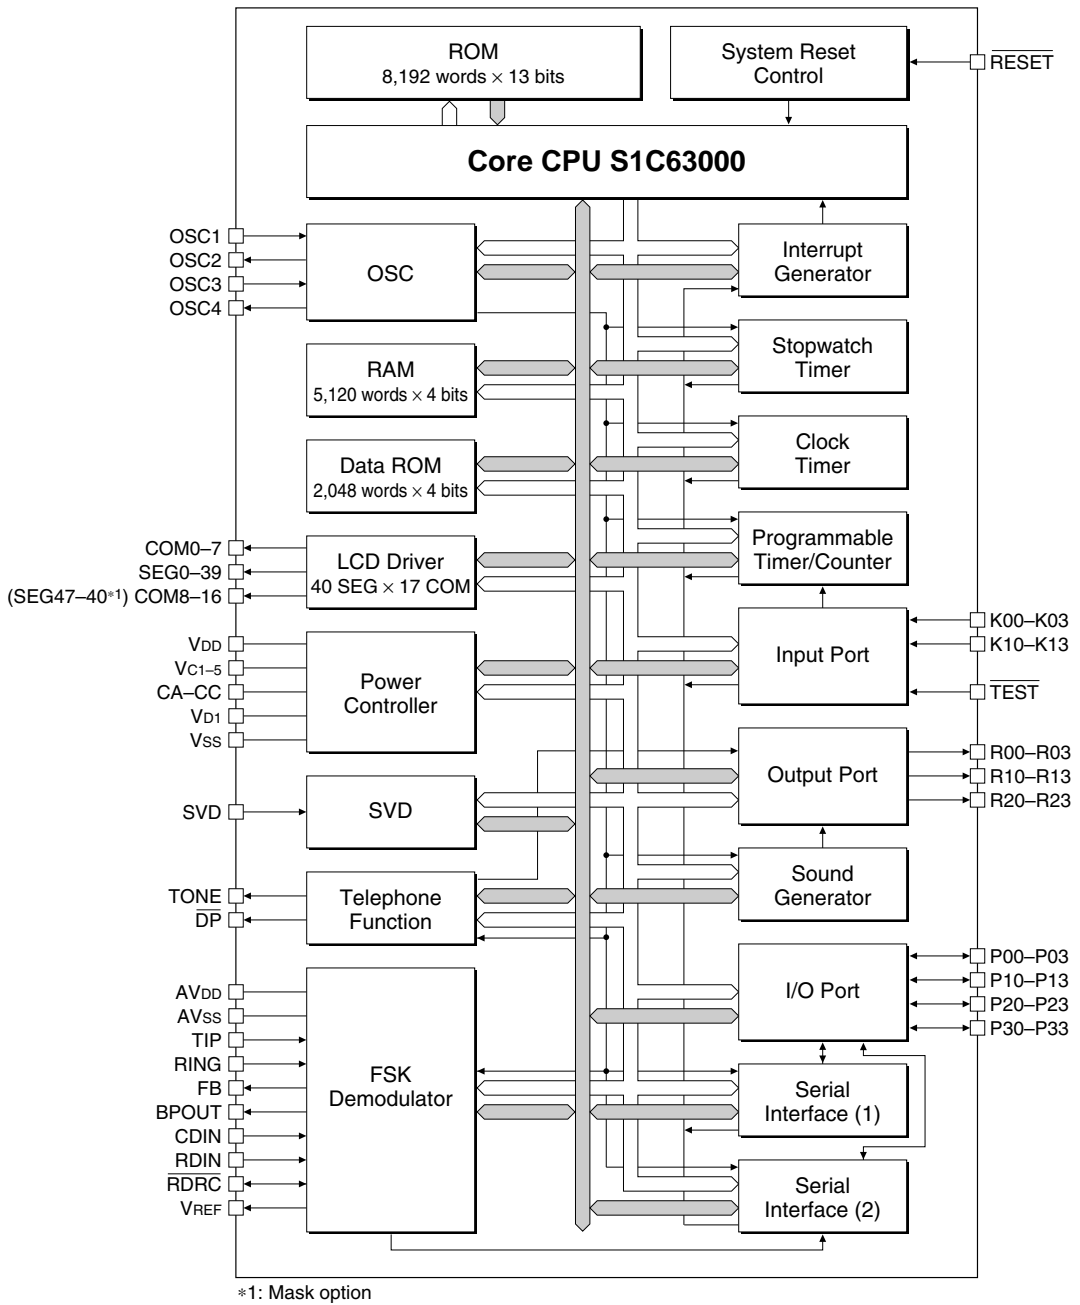 ROM
8,192 words × 13 bits
System Reset
Control
RESET
Core CPU S1C63000
OSC1
OSC2
OSC3
OSC4
OSC
Interrupt
Generator
Stopwatch
Timer
RAM
5,120 words × 4 bits
Clock
Timer
Data ROM
2,048 words × 4 bits
Programmable
Timer/Counter
COM0–7
SEG0–39
(SEG47–40*1) COM8–16
LCD Driver
40 SEG × 17 COM
Input Port
K00–K03
K10–K13
TEST
VDD
VC1–5
CA–CC
VD1
VSS
Power
Controller
Output Port
R00–R03
R10–R13
R20–R23
SVD
SVD
Sound
Generator
TONE
DP
Telephone
Function
I/O Port
P00–P03
P10–P13
P20–P23
P30–P33
AVDD
AVSS
TIP
RING
FB
BPOUT
CDIN
RDIN
RDRC
VREF
FSK
Demodulator
Serial
Interface (1)
Serial
Interface (2)
*1: Mask option